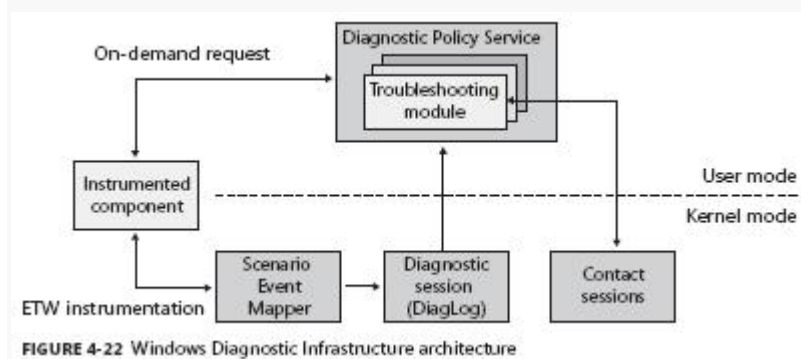 On-demand request
Diagnostic Policy Service
Troubleshooting
module
Instrumented
component
User mode
Kernel mode
ETW instrumentation
Scenario
Event
Mapper
Diagnostic
session
(DiagLog)
Contact
sessions
FIGURE 4-22 Windows Diagnostic Infrastructure architecture